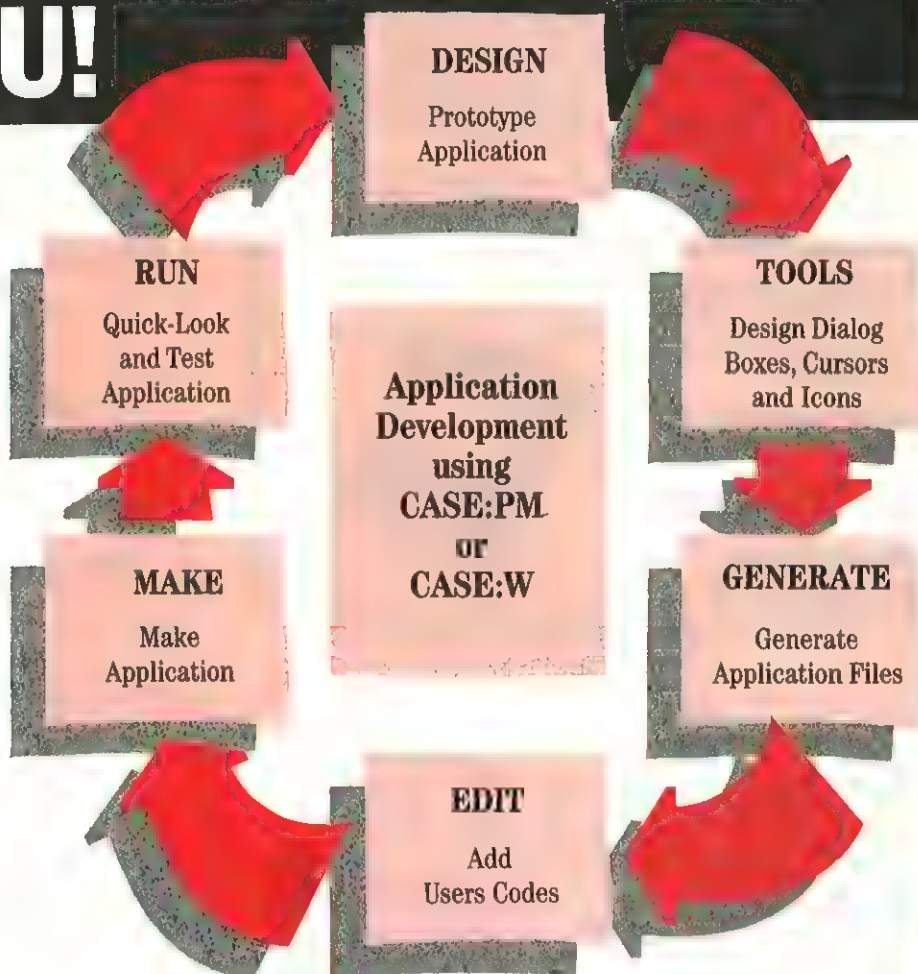 U!
DESIGN
Prototype
Application
TOOLS
Design Dialog
Boxes, Cursors
and Icons
GENERATE
Generate
Application Files
EDIT
Add
Users Codes
MAKE
Make
Application
RUN
Quick-Look
and Test
Application
Application
Development
using
CASE:PM
or
CASE:W